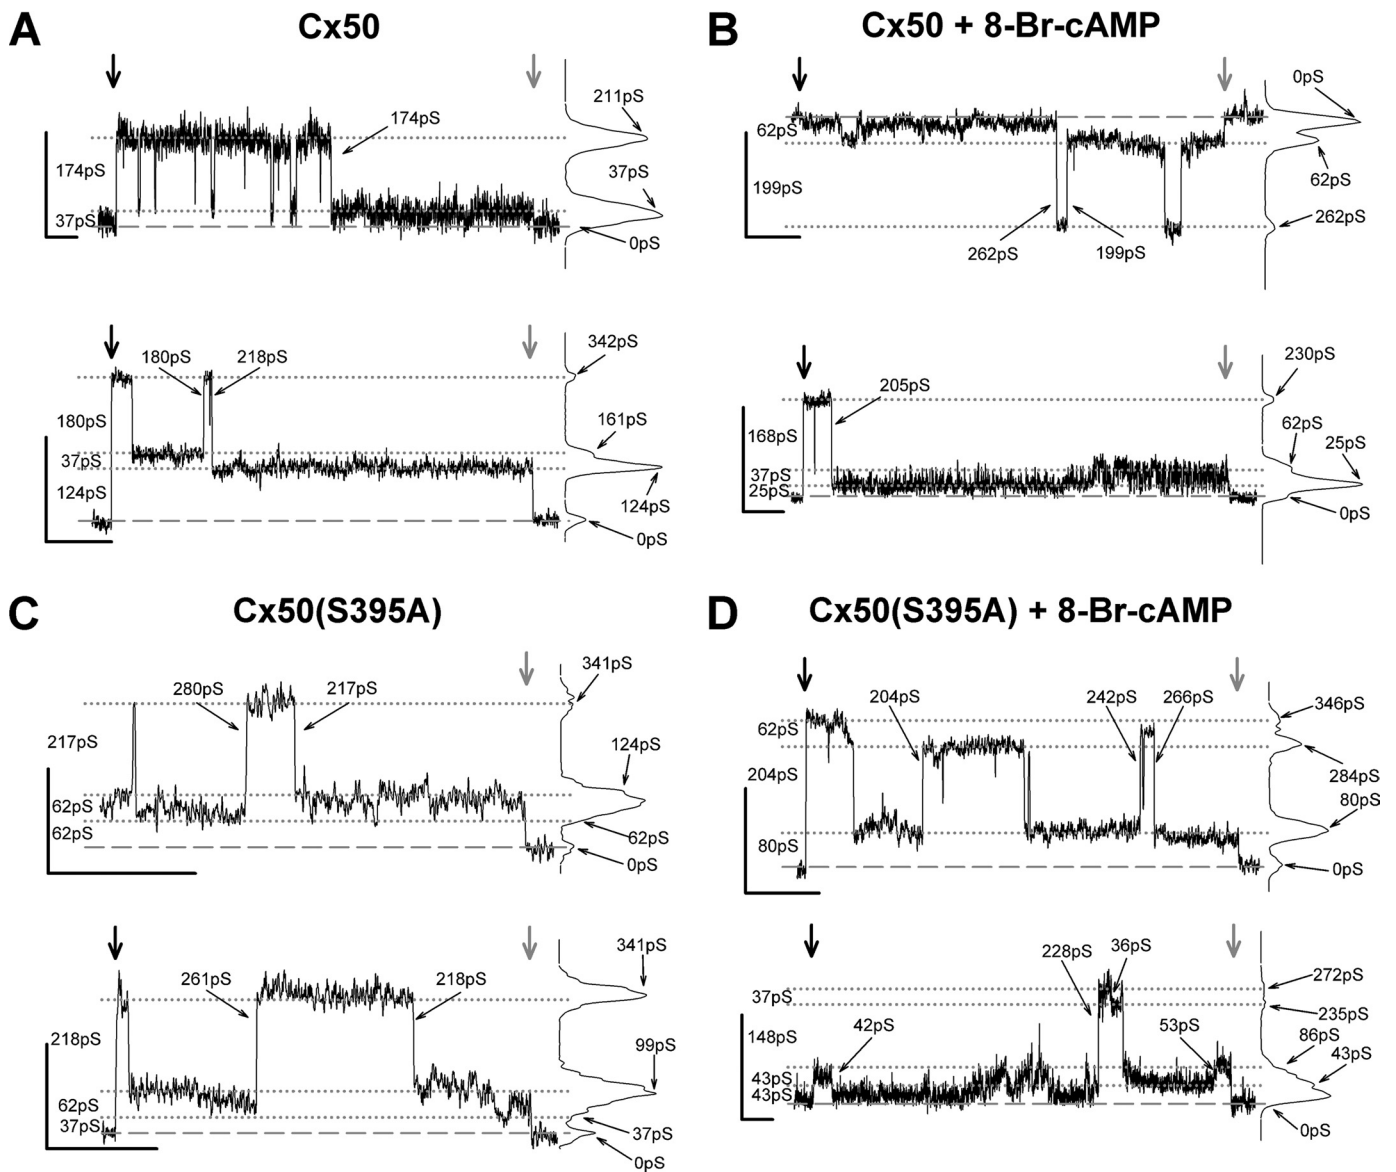 A
Cx50
174pS
211pS
37pS
0pS
174pS
37pS
180pS
218pS
342pS
161pS
124pS
0pS
180pS
37pS
124pS
B
Cx50 + 8-Br-cAMP
0pS
62pS
262pS
62pS
199pS
262pS
199pS
205pS
230pS
62pS
25pS
0pS
168pS
37pS
25pS
C
Cx50(S395A)
280pS
217pS
341pS
124pS
62pS
0pS
217pS
62pS
62pS
261pS
218pS
341pS
99pS
37pS
0pS
218pS
62pS
37pS
D
Cx50(S395A) + 8-Br-cAMP
204pS
242pS
266pS
346pS
284pS
80pS
0pS
62pS
204pS
80pS
42pS
228pS
36pS
53pS
272pS
235pS
86pS
43pS
0pS
37pS
148pS
43pS
43pS